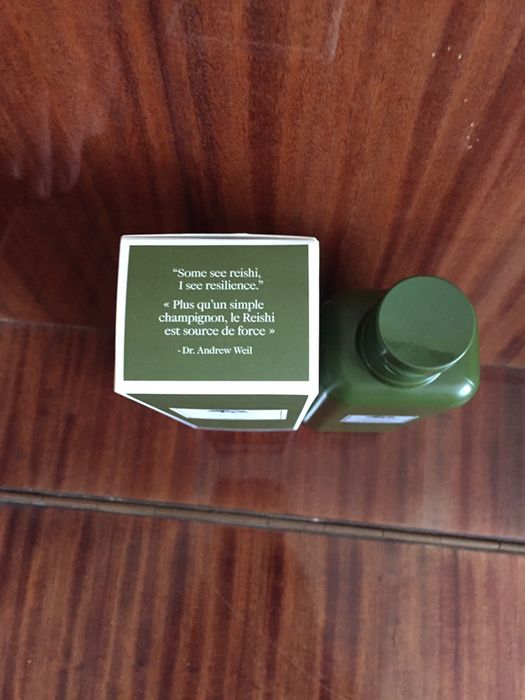 “Some see reishi,
I see resilience.”
« Plus qu’un simple
champignon, le Reishi
est source de force »
- Dr. Andrew Weil